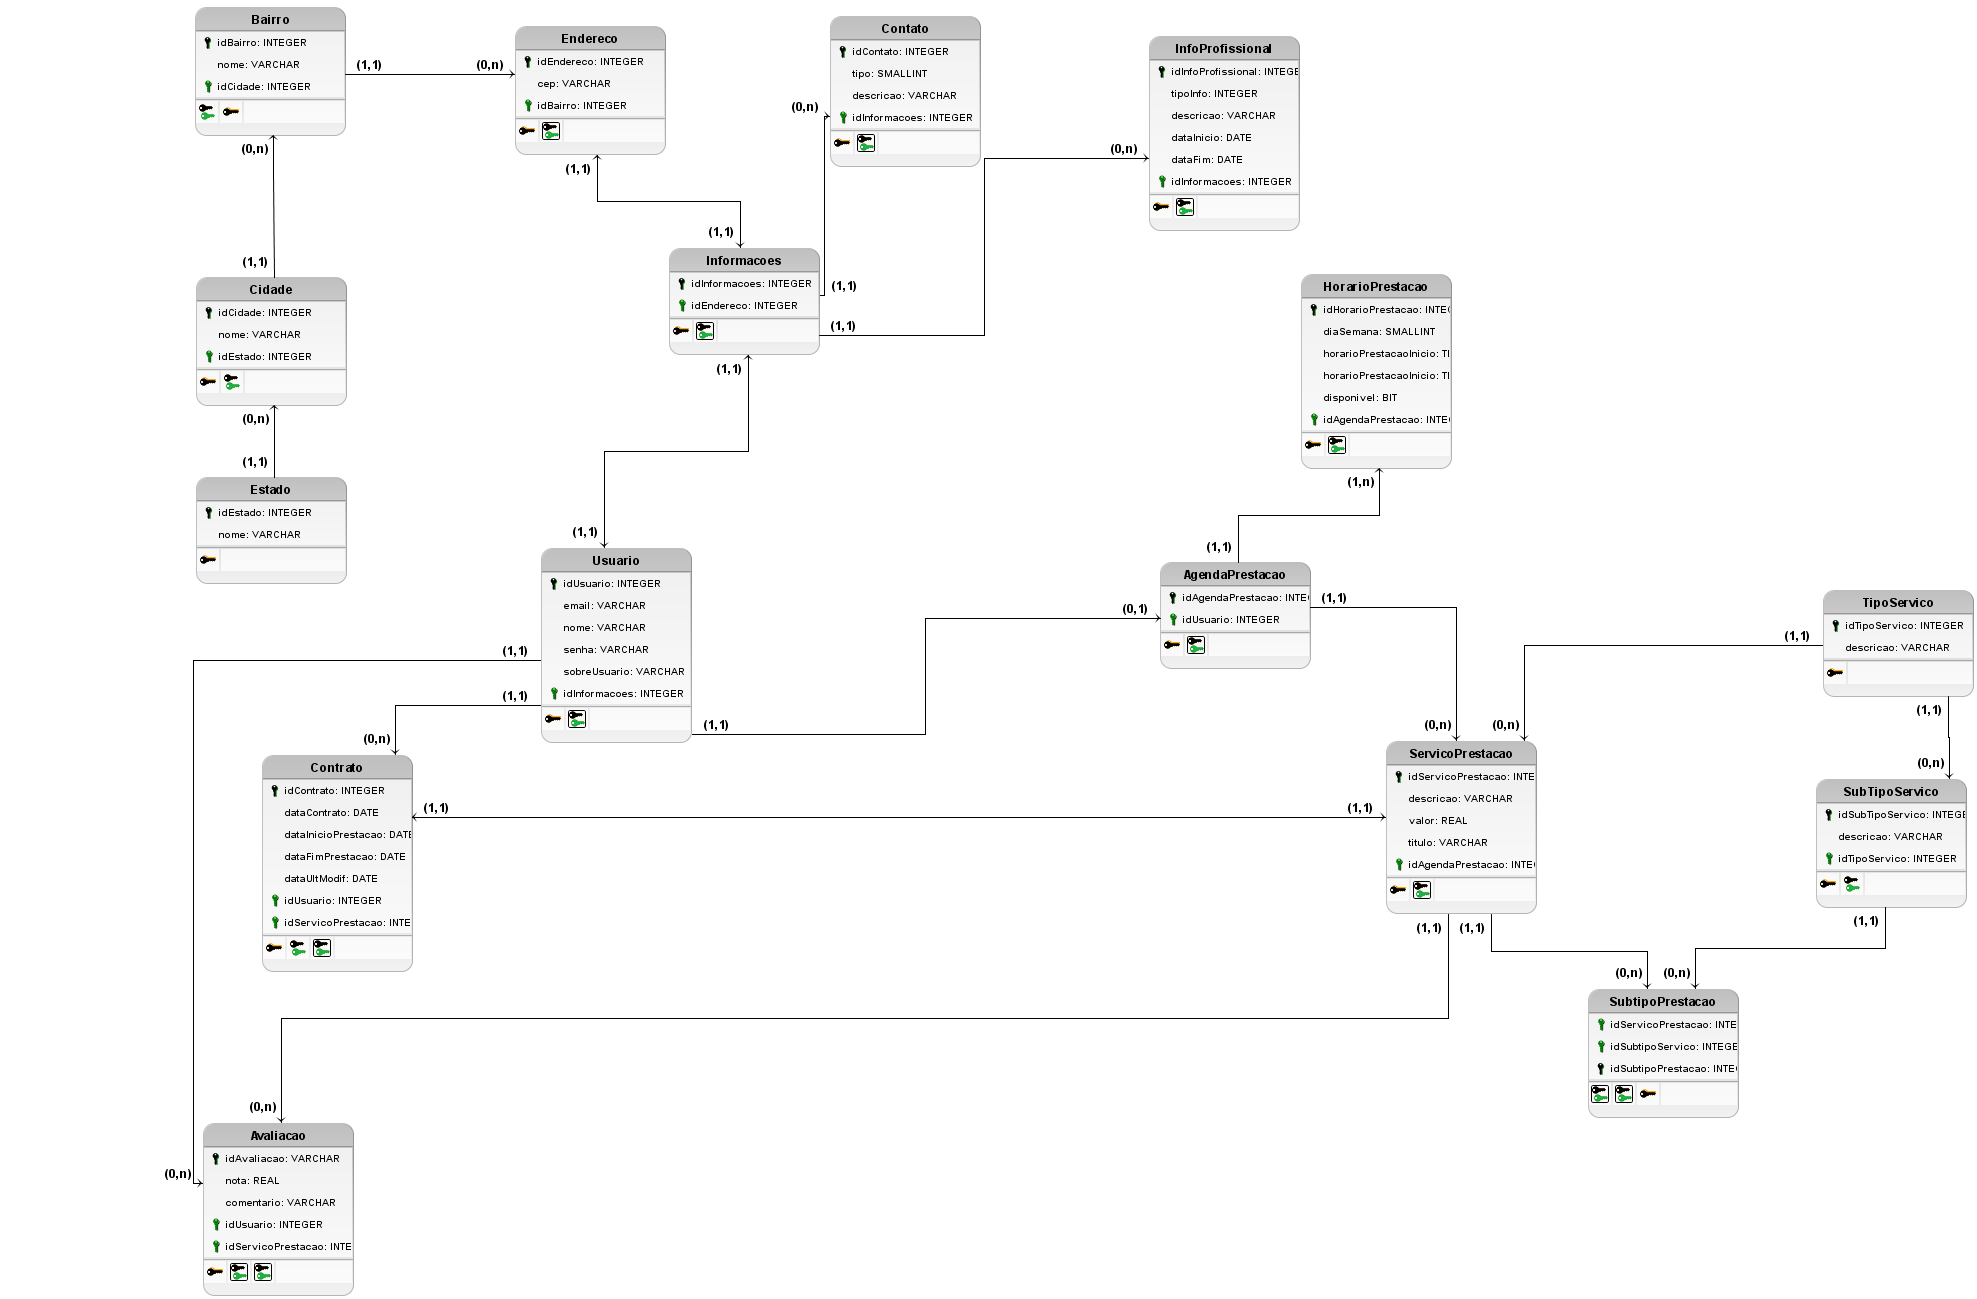 Bairro
idBairro: INTEGER
nome: VARCHAR
idCidade: INTEGER
(1,1)
(0,n)
Endereco
idEndereco: INTEGER
cep: VARCHAR
idBairro: INTEGER
Contato
idContato: INTEGER
tipo: SMALLINT
descricao: VARCHAR
idInformacoes: INTEGER
(0,n)
InfoProfissional
idInfoProfissional: INTEGE
tipoInfo: INTEGER
descricao: VARCHAR
dataInicio: DATE
dataFim: DATE
idInformacoes: INTEGER
(0,n)
(0,n)
(1,1)
(1,1)
(1,1)
Cidade
idCidade: INTEGER
nome: VARCHAR
idEstado: INTEGER
Informacoes
idInformacoes: INTEGER
idEndereco: INTEGER
(1,1)
(1,1)
(1,1)
HorarioPrestacao
idHorarioPrestacao: INTEG
diaSemana: SMALLINT
horarioPrestacaoInicio: TI
horarioPrestacaoInicio: TI
disponivel: BIT
idAgendaPrestacao: INTE
(0,n)
(1,1)
Estado
idEstado: INTEGER
nome: VARCHAR
(1,n)
(1,1)
(1,1)
Usuario
idUsuario: INTEGER
email: VARCHAR
nome: VARCHAR
senha: VARCHAR
sobreUsuario: VARCHAR
idInformacoes: INTEGER
(1,1)
(1,1)
(1,1)
(0,1)
AgendaPrestacao
idAgendaPrestacao: INTE
idUsuario: INTEGER
(1,1)
TipoServico
idTipoServico: INTEGER
descricao: VARCHAR
(1,1)
(1,1)
(0,n)
(0,n)
(0,n)
(0,n)
Contrato
idContrato: INTEGER
dataContrato: DATE
dataInicioPrestacao: DATE
dataFimPrestacao: DATE
dataUltModif: DATE
idUsuario: INTEGER
idServicoPrestacao: INTE
(1,1)
(1,1)
ServicoPrestacao
idServicoPrestacao: INTE
descricao: VARCHAR
valor: REAL
titulo: VARCHAR
idAgendaPrestacao: INTE
SubTipoServico
idSubTipoServico: INTEGE
descricao: VARCHAR
idTipoServico: INTEGER
(1,1)
(1,1)
(1,1)
(0,n)
(0,n)
SubtipoPrestacao
idServicoPrestacao: INTE
idSubtipoServico: INTEGE
idSubtipoPrestacao: INTE
(0,n)
(0,n)
Avaliacao
idAvaliacao: VARCHAR
nota: REAL
comentario: VARCHAR
idUsuario: INTEGER
idServicoPrestacao: INTE